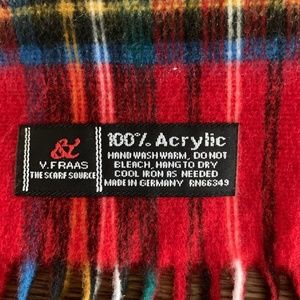 V. FRAAS
THE SCARF SOURCE
100% Acrylic
HAND WASH WARM, DO NOT
BLEACH, HANG TO DRY
COOL IRON AS NEEDED
MADE IN GERMANY RN66349